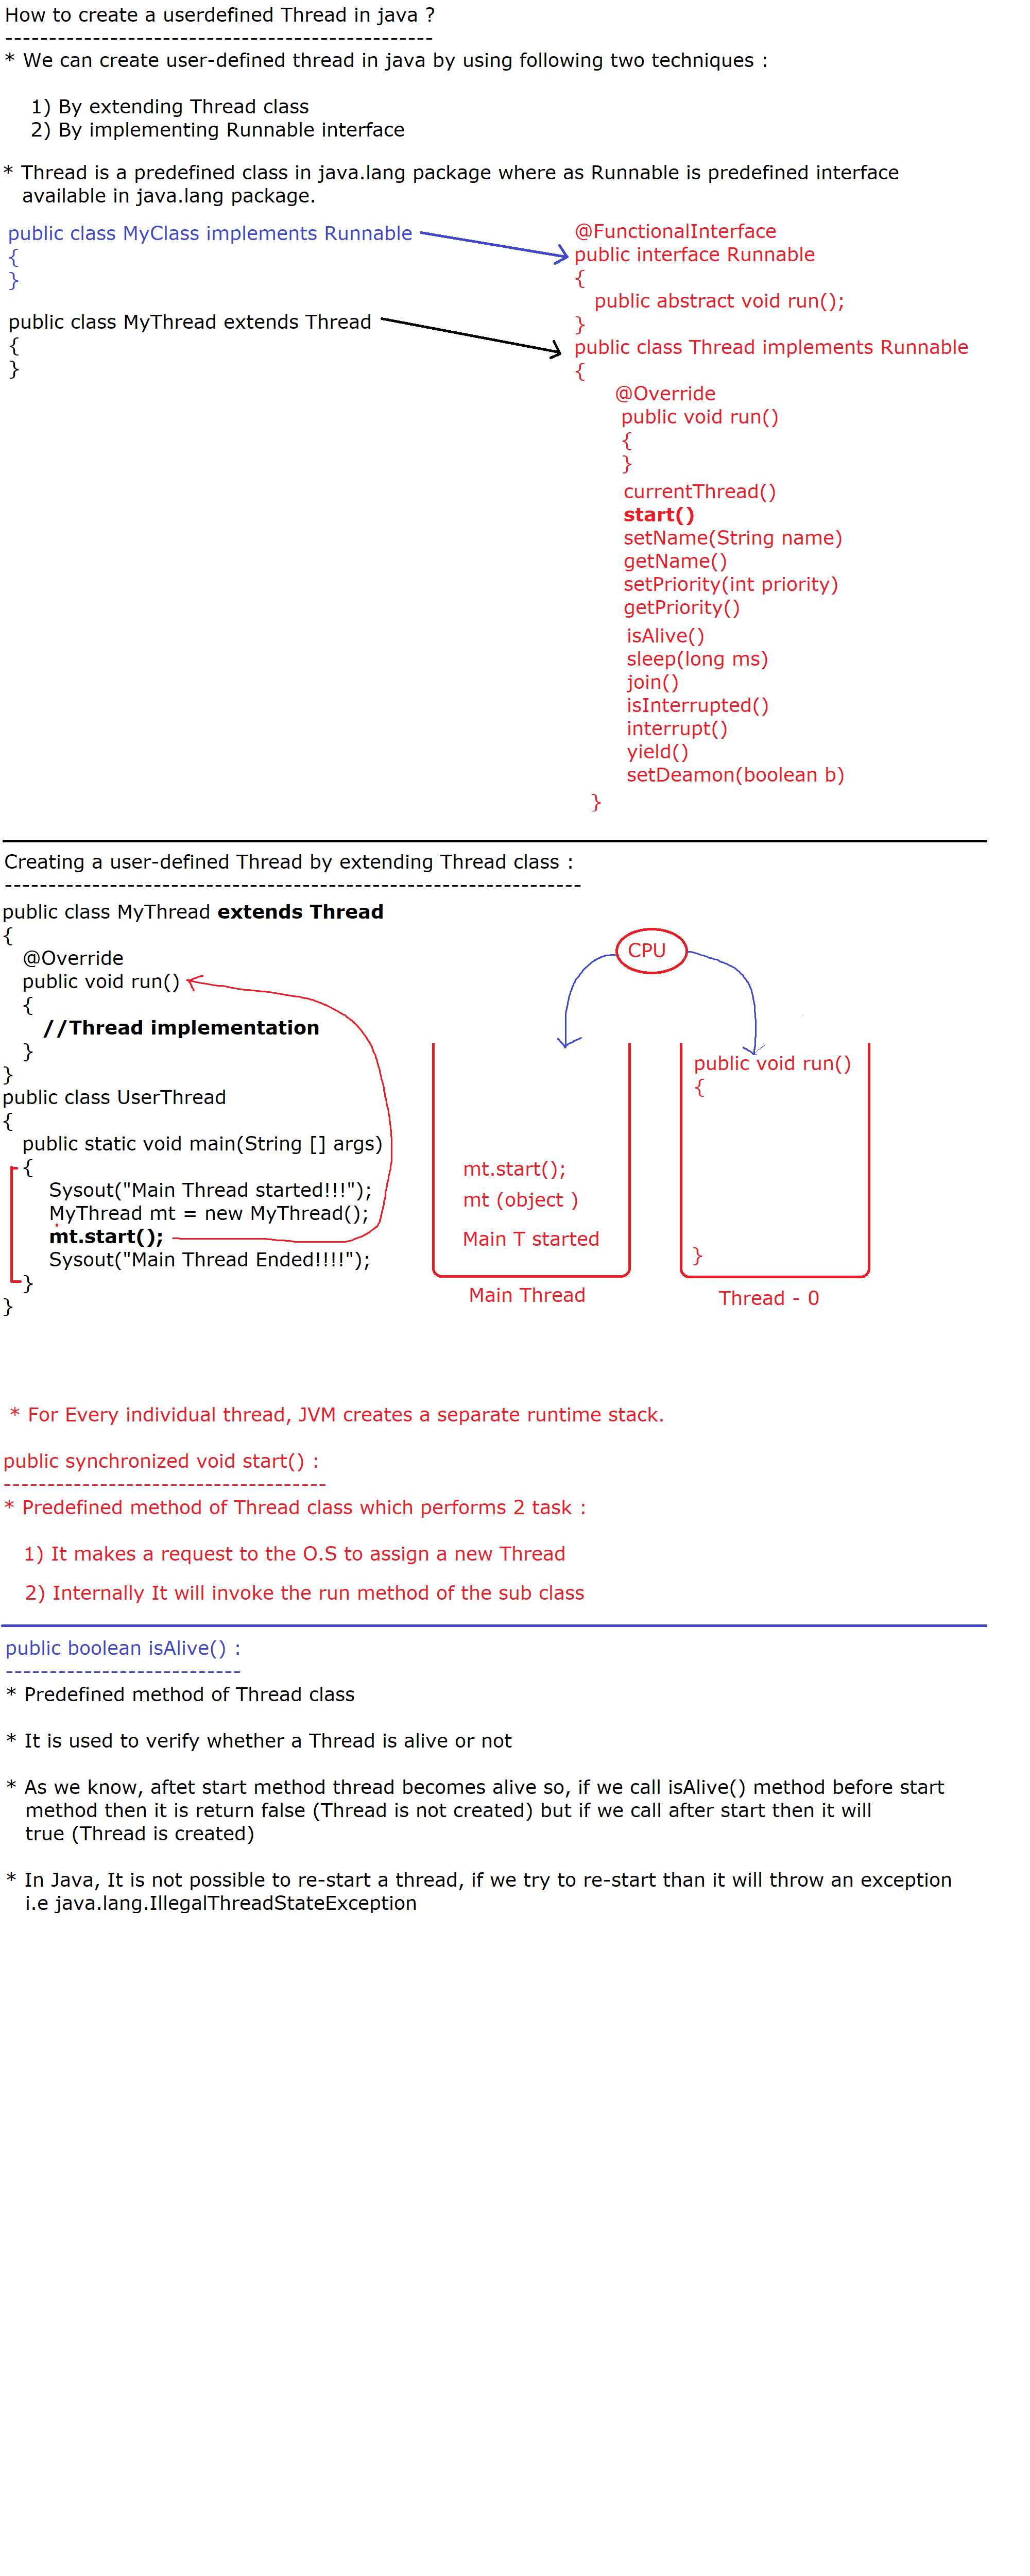 How to create a userdefined Thread in java ?
-------------------------------------------------
* We can create user-defined thread in java by using following two techniques :
1) By extending Thread class
2) By implementing Runnable interface
* Thread is a predefined class in java.lang package where as Runnable is predefined interface
available in java.lang package.
public class MyClass implements Runnable
{
}
public class MyThread extends Thread
{
}
@FunctionalInterface
public interface Runnable
{
public abstract void run();
}
public class Thread implements Runnable
{
@Override
public void run()
{
}
currentThread()
start()
setName(String name)
getName()
setPriority(int priority)
getPriority()
isAlive()
sleep(long ms)
join()
isInterrupted()
interrupt()
yield()
setDeamon(boolean b)
}
Creating a user-defined Thread by extending Thread class :
------------------------------------------------------------------
public class MyThread extends Thread
{
@Override
public void run()
{
//Thread implementation
}
}
public class UserThread
{
public static void main(String [] args)
{
Sysout("Main Thread started!!!");
MyThread mt = new MyThread();
mt.start();
Sysout("Main Thread Ended!!!!");
}
}
CPU
mt.start();
mt (object )
Main T started
Main Thread
public void run()
{
}
Thread - 0
* For Every individual thread, JVM creates a separate runtime stack.
public synchronized void start() :
-------------------------------------
* Predefined method of Thread class which performs 2 task :
1) It makes a request to the O.S to assign a new Thread
2) Internally It will invoke the run method of the sub class
public boolean isAlive() :
---------------------------
* Predefined method of Thread class
* It is used to verify whether a Thread is alive or not
* As we know, aftet start method thread becomes alive so, if we call isAlive() method before start
method then it is return false (Thread is not created) but if we call after start then it will
true (Thread is created)
* In Java, It is not possible to re-start a thread, if we try to re-start than it will throw an exception
i.e java.lang.IllegalThreadStateException